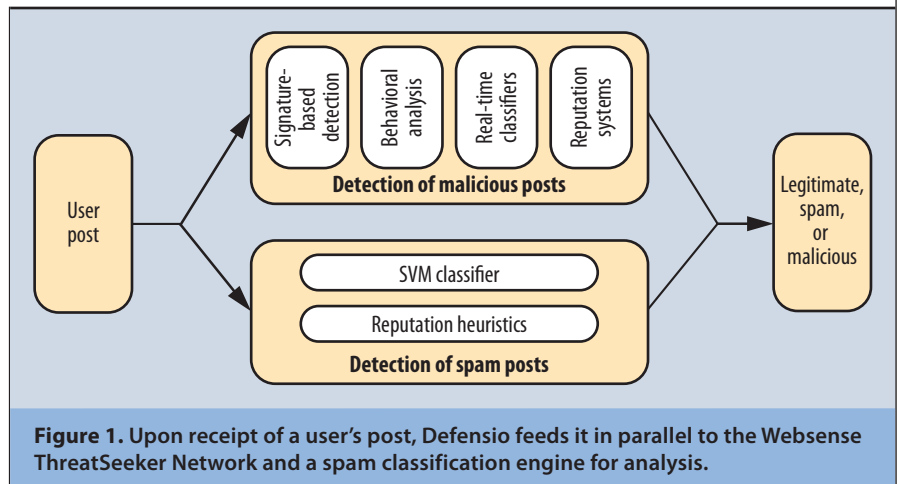 User
post
Signature-
based
detection
Behavioral
analysis
Real-time
classifiers
Reputation
systems
Detection of malicious posts
SVM classifier
Reputation heuristics
Detection of spam posts
Legitimate,
spam,
or
malicious
Figure 1. Upon receipt of a user’s post, Defensio feeds it in parallel to the Websense
ThreatSeeker Network and a spam classification engine for analysis.